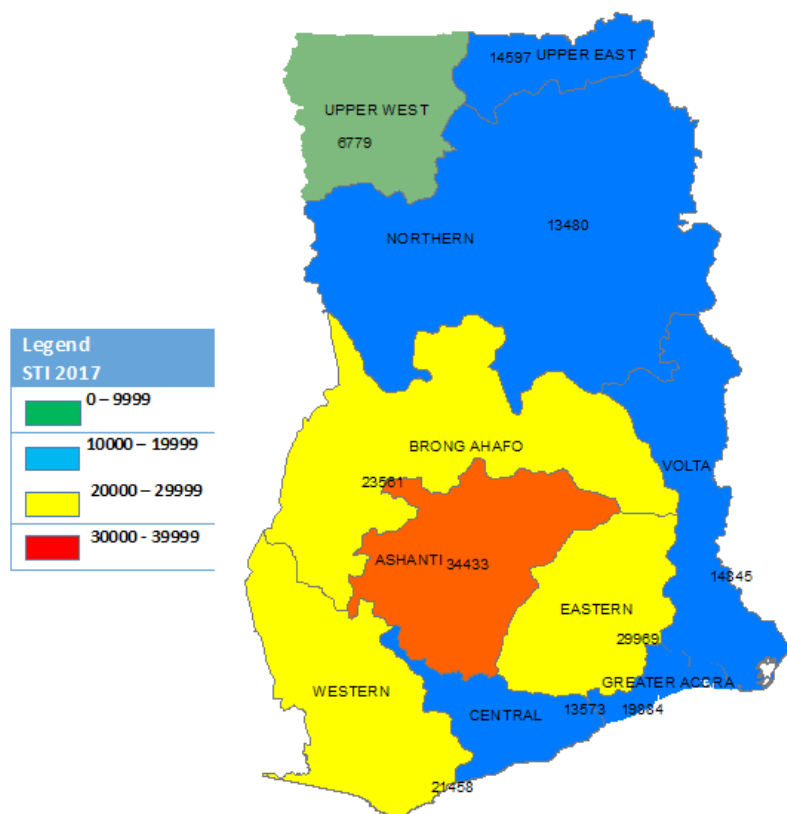 14597 UPPER EAST
UPPER WEST
6779
NORTHERN
13480
Legend
STI 2017
0 – 9999
10000 – 19999
20000 – 29999
30000 - 39999
BRONG AHAFO
VOLTA
23561
ASHANTI 34433
14845
EASTERN
29969
GREATER ACCRA
WESTERN
CENTRAL
13573
19884
21458